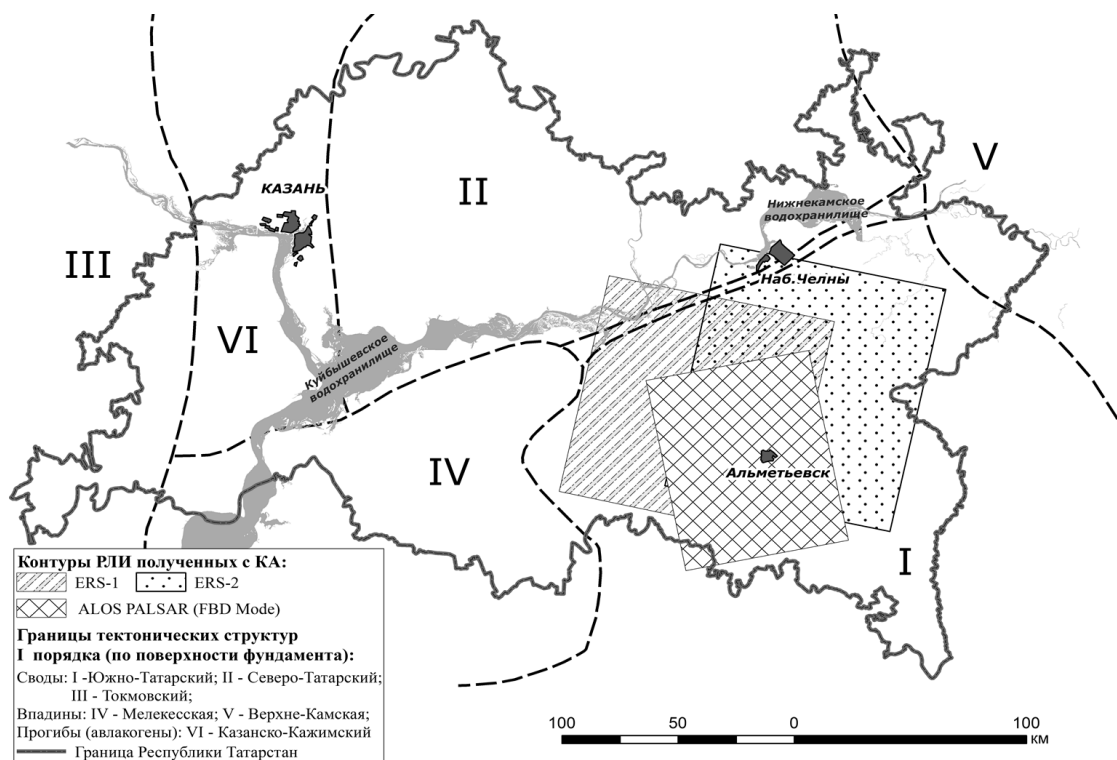 V
Нижнекамское
водохранилище
КАЗАНЬ
II
III
Наб.Челны
VI
Куйбышевское
водохранилище
IV
Альметьевск
I
Контуры РЛИ полученных с КА:
ERS-1 ERS-2
ALOS PALSAR (FBD Mode)
Границы тектонических структур
I порядка (по поверхности фундамента):
Своды: I -Южно-Татарский; II - Северо-Татарский;
III - Токмовский;
Впадины: IV - Мелекесская; V - Верхне-Камская;
Прогибы (авлакогены): VI - Казанско-Кажимский
Граница Республики Татарстан
100 50 0 100
км